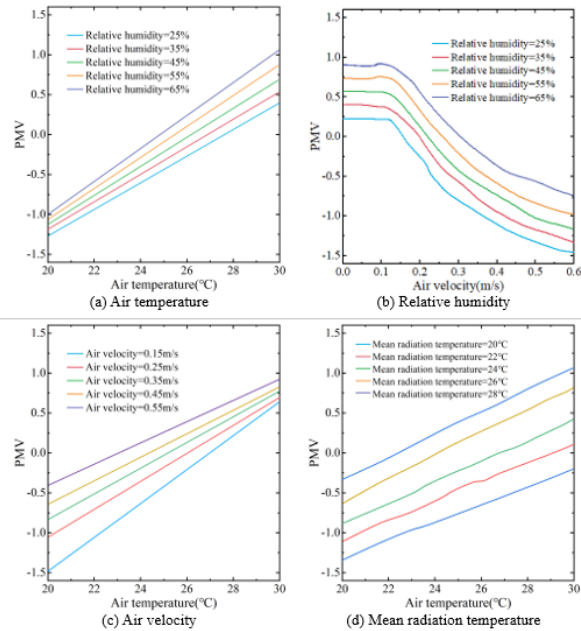 1.5
1.0
0.5
0.0
-0.5
-1.0
-1.5
PMV
Relative humidity=25%
Relative humidity=35%
Relative humidity=45%
Relative humidity=55%
Relative humidity=65%
20 22 24 26 28 30
Air temperature(℃)
(a) Air temperature
1.5
1.0
0.5
0.0
-0.5
-1.0
-1.5
PMV
Relative humidity=25%
Relative humidity=35%
Relative humidity=45%
Relative humidity=55%
Relative humidity=65%
0.0 0.1 0.2 0.3 0.4 0.5 0.6
Air velocity(m/s)
(b) Relative humidity
1.5
1.0
0.5
0.0
-0.5
-1.0
-1.5
PMV
Air velocity=0.15m/s
Air velocity=0.25m/s
Air velocity=0.35m/s
Air velocity=0.45m/s
Air velocity=0.55m/s
20 22 24 26 28 30
Air temperature(℃)
(c) Air velocity
1.5
1.0
0.5
0.0
-0.5
-1.0
-1.5
PMV
Mean radiation temperature=20℃
Mean radiation temperature=22℃
Mean radiation temperature=24℃
Mean radiation temperature=26℃
Mean radiation temperature=28℃
20 22 24 26 28 30
Air temperature(℃)
(d) Mean radiation temperature